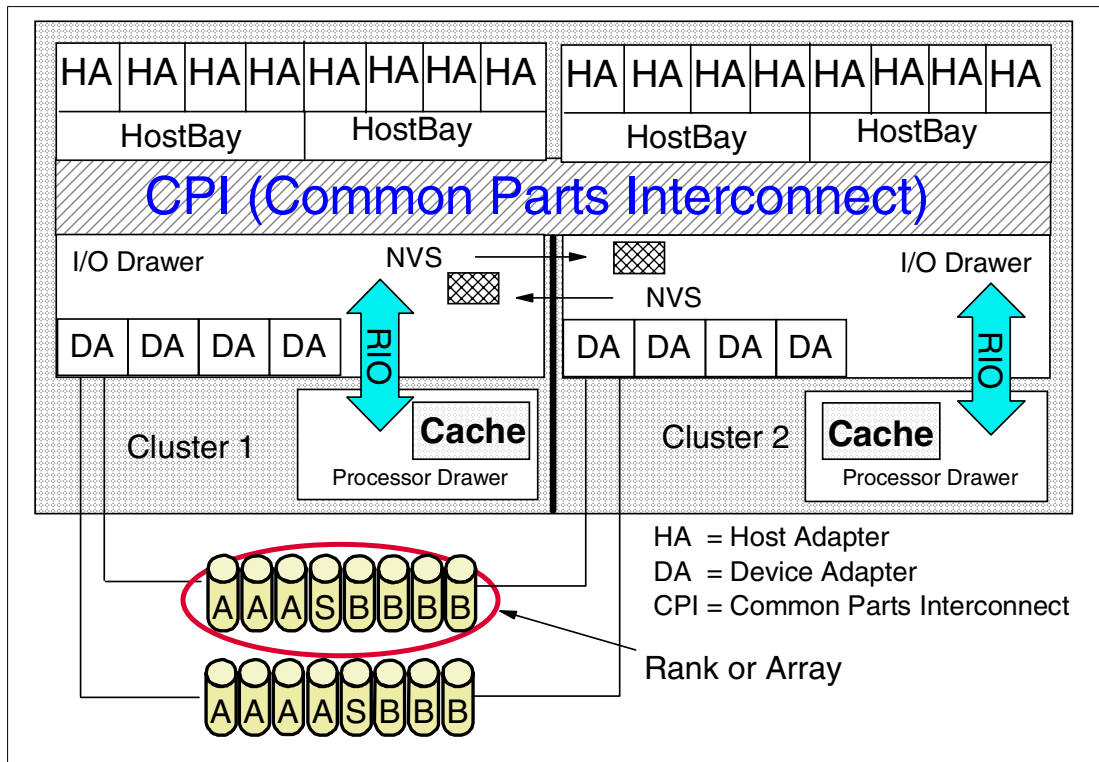 HA HA HA HA HA HA HA HA HA HA HA HA HA HA HA HA
HostBay HostBay HostBay HostBay
CPI (Common Parts Interconnect)
I/O Drawer NVS I/O Drawer
NVS
DA DA DA DA RIO DA DA DA DA RIO
Cluster 1 Cache Cluster 2 Cache
Processor Drawer Processor Drawer
HA = Host Adapter
DA = Device Adapter
CPI = Common Parts Interconnect
A A A S B B B B
Rank or Array
A A A A S B B B